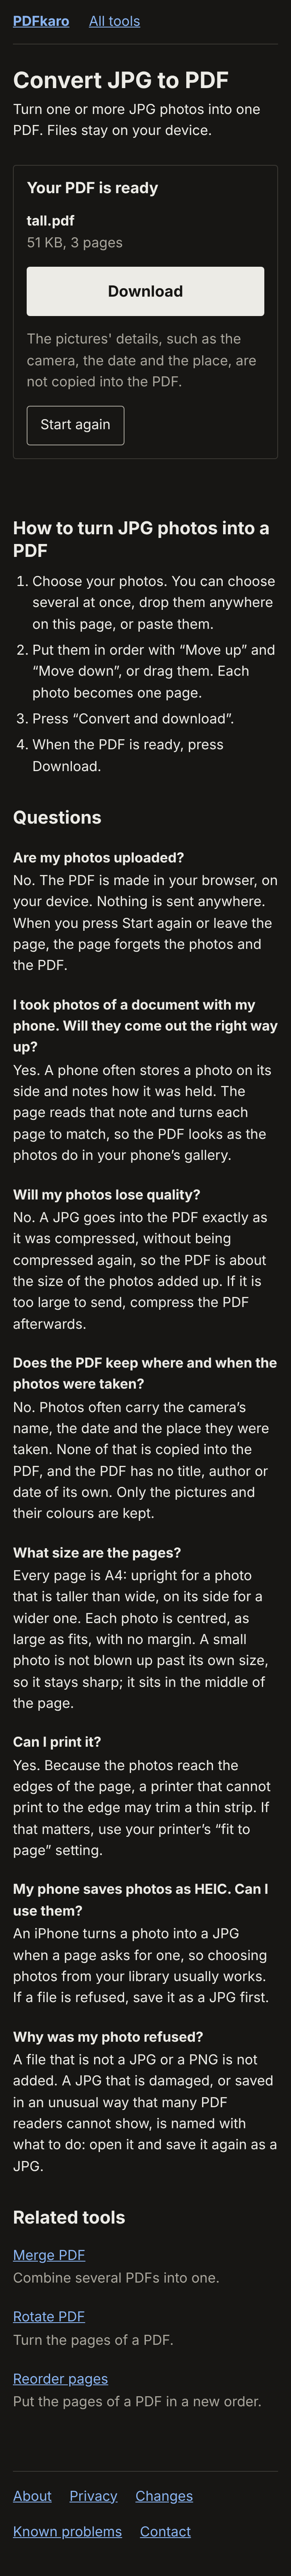 PDFkaro All tools
Convert JPG to PDF
Turn one or more JPG photos into one
PDF. Files stay on your device.
Your PDF is ready
tall.pdf
51 KB, 3 pages
Download
The pictures' details, such as the
camera, the date and the place, are
not copied into the PDF.
Start again
How to turn JPG photos into a
PDF
1. Choose your photos. You can choose
several at once, drop them anywhere
on this page, or paste them.
2. Put them in order with “Move up” and
“Move down”, or drag them. Each
photo becomes one page.
3. Press “Convert and download”.
4. When the PDF is ready, press
Download.
Questions
Are my photos uploaded?
No. The PDF is made in your browser, on
your device. Nothing is sent anywhere.
When you press Start again or leave the
page, the page forgets the photos and
the PDF.
I took photos of a document with my
phone. Will they come out the right way
up?
Yes. A phone often stores a photo on its
side and notes how it was held. The
page reads that note and turns each
page to match, so the PDF looks as the
photos do in your phone’s gallery.
Will my photos lose quality?
No. A JPG goes into the PDF exactly as
it was compressed, without being
compressed again, so the PDF is about
the size of the photos added up. If it is
too large to send, compress the PDF
afterwards.
Does the PDF keep where and when the
photos were taken?
No. Photos often carry the camera’s
name, the date and the place they were
taken. None of that is copied into the
PDF, and the PDF has no title, author or
date of its own. Only the pictures and
their colours are kept.
What size are the pages?
Every page is A4: upright for a photo
that is taller than wide, on its side for a
wider one. Each photo is centred, as
large as fits, with no margin. A small
photo is not blown up past its own size,
so it stays sharp; it sits in the middle of
the page.
Can I print it?
Yes. Because the photos reach the
edges of the page, a printer that cannot
print to the edge may trim a thin strip. If
that matters, use your printer’s “fit to
page” setting.
My phone saves photos as HEIC. Can I
use them?
An iPhone turns a photo into a JPG
when a page asks for one, so choosing
photos from your library usually works.
If a file is refused, save it as a JPG first.
Why was my photo refused?
A file that is not a JPG or a PNG is not
added. A JPG that is damaged, or saved
in an unusual way that many PDF
readers cannot show, is named with
what to do: open it and save it again as a
JPG.
Related tools
Merge PDF
Combine several PDFs into one.
Rotate PDF
Turn the pages of a PDF.
Reorder pages
Put the pages of a PDF in a new order.
About Privacy Changes
Known problems Contact